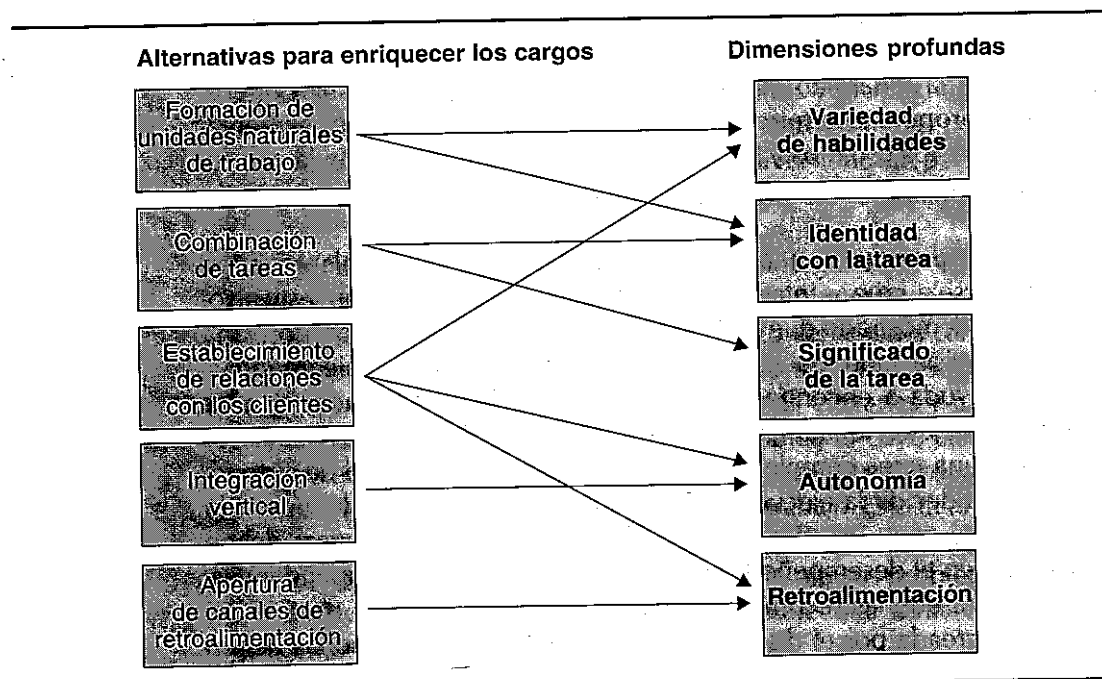 Alternativas para enriquecer los cargos
Dimensiones profundas
Formación de
unidades naturales
de trabajo
Variedad
de habilidades
Combinación
de tareas
Identidad
con la tarea
Establecimiento
de relaciones
con los clientes
Significado
de la tarea
Integración
vertical
Autonomía
Apertura
de canales de
retroalimentación
Retroalimentación